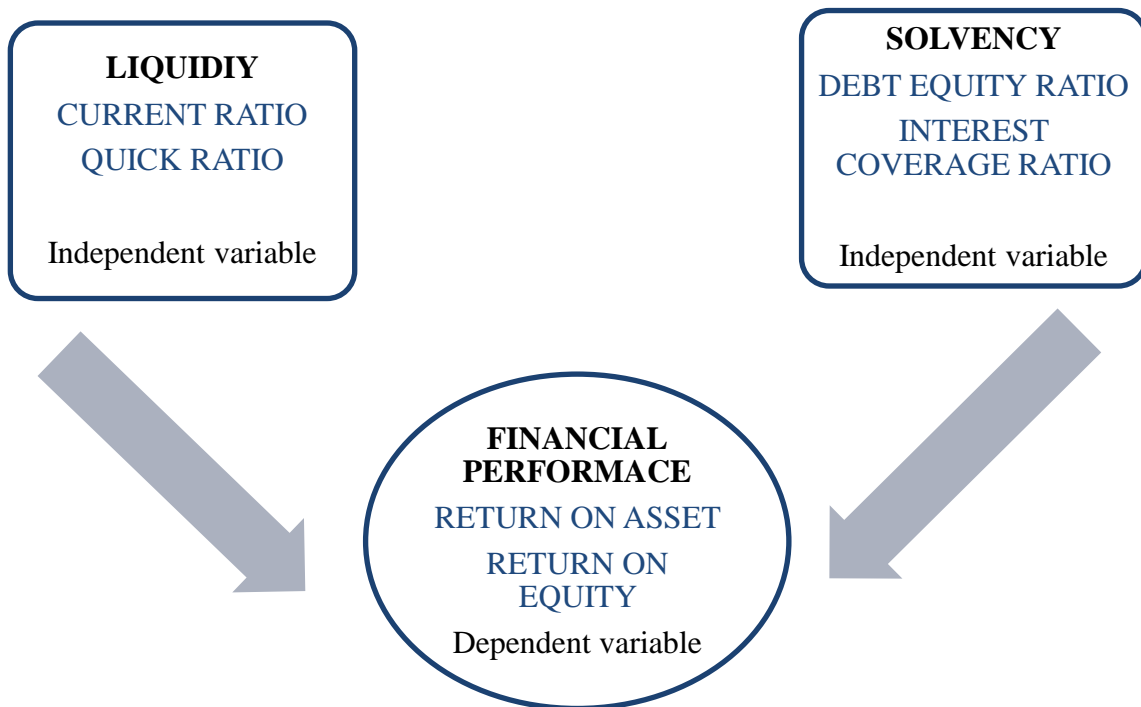 LIQUIDIY
CURRENT RATIO
QUICK RATIO
Independent variable
SOLVENCY
DEBT EQUITY RATIO
INTEREST
COVERAGE RATIO
Independent variable
FINANCIAL
PERFORMACE
RETURN ON ASSET
RETURN ON
EQUITY
Dependent variable